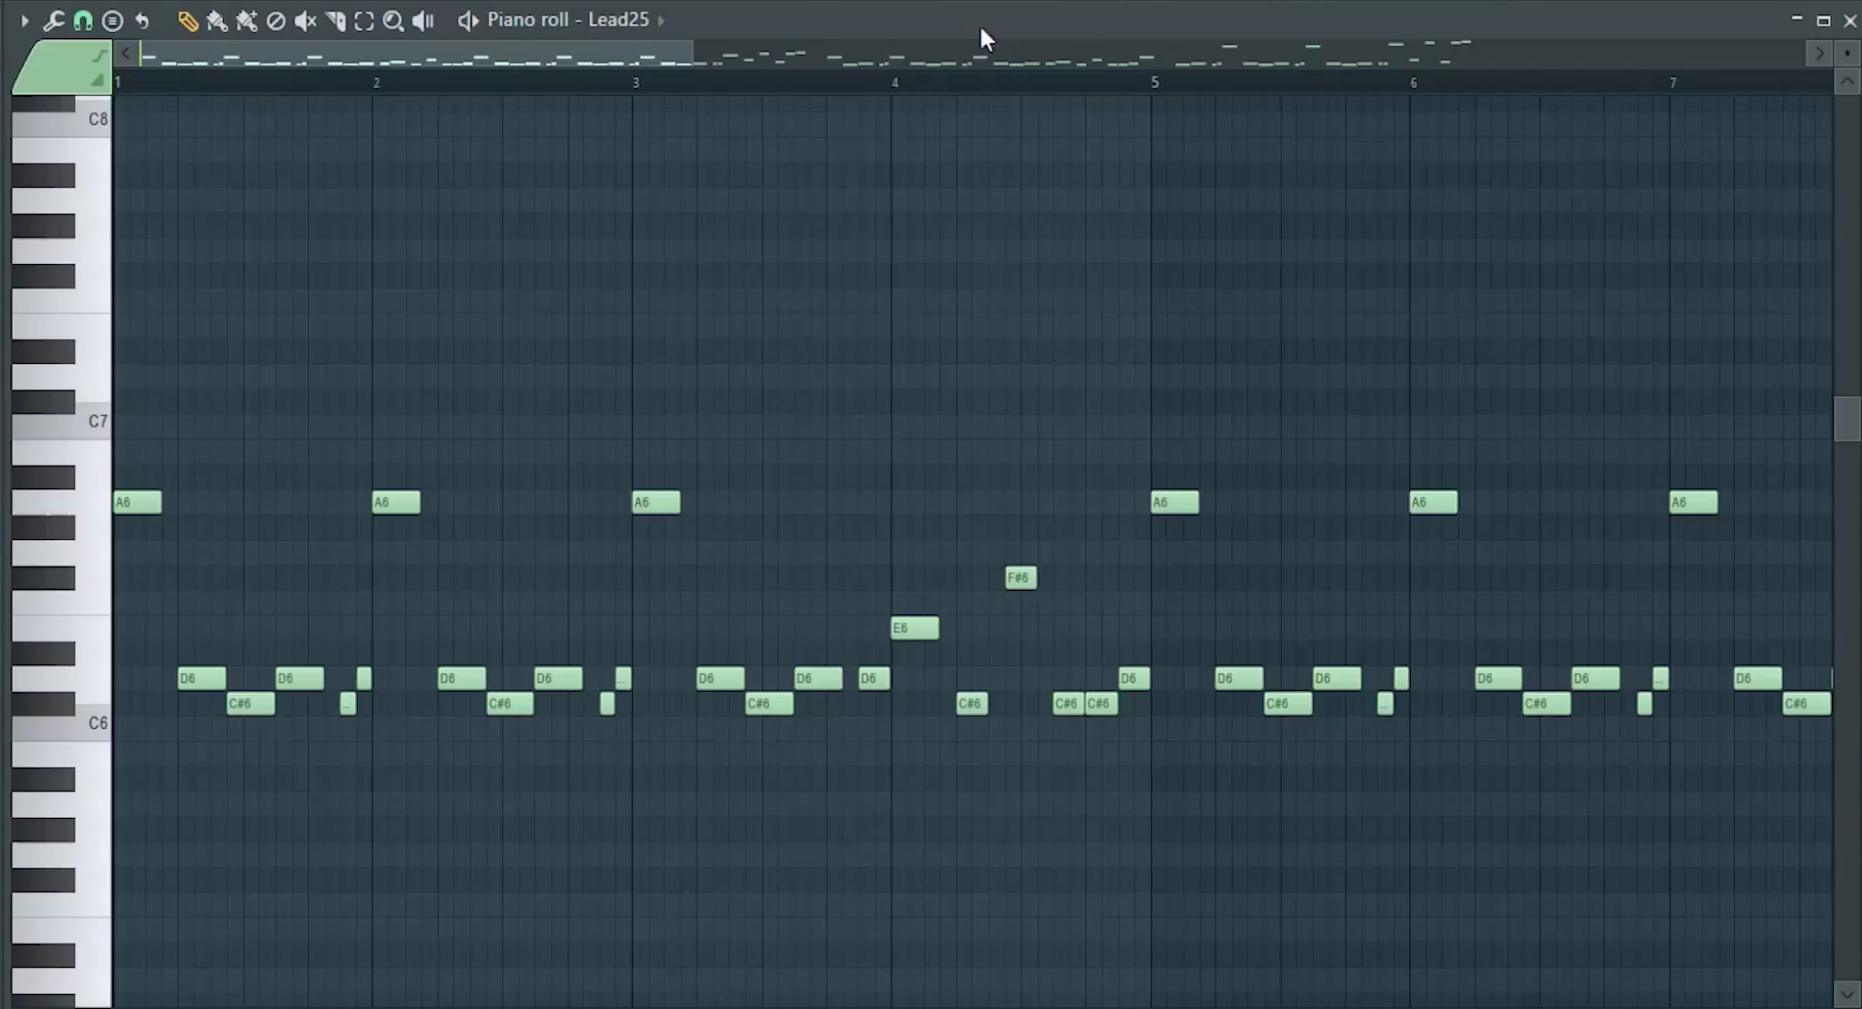 Piano roll - Lead25
1 2 3 4 5 6 7
C8
C7
A6 A6 A6 A6 A6 A6
F#6
E6
D6 D6 D6 D6 ... D6 D6 D6 D6 D6 D6 D6 D6 ... D6
C#6 ... C#6 C#6 C#6 C#6 C#6 C#6 ... C#6 C#6
C6